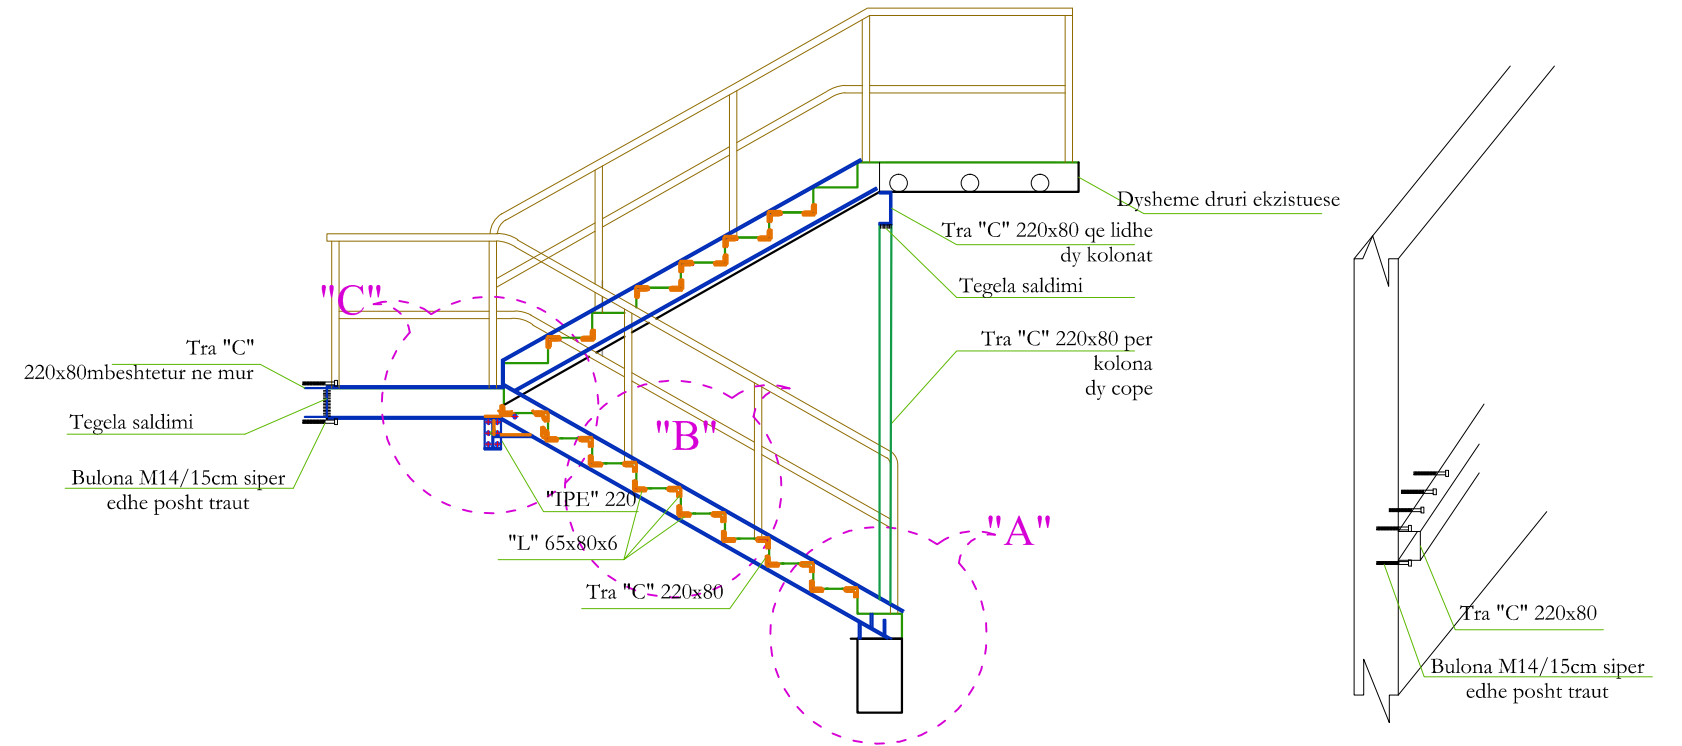 Dysheme druri ekzistuese
Tra "C" 220x80 qe lidhe
dy kolonat
Tegela saldimi
"C"
Tra "C"
220x80mbeshtetur ne mur
Tra "C" 220x80 per
kolona
dy cope
Tegela saldimi
"B"
Bulona M14/15cm siper
edhe posht traut
"IPE" 220
"L" 65x80x6
"A"
Tra "C" 220x80
Tra "C" 220x80
Bulona M14/15cm siper
edhe posht traut